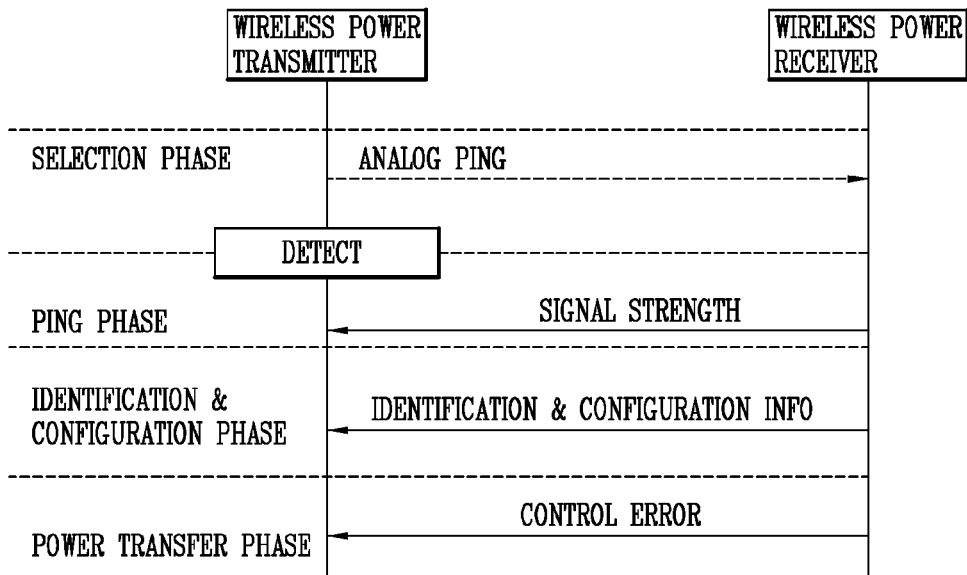 WIRELESS POWER
TRANSMITTER
WIRELESS POWER
RECEIVER
SELECTION PHASE
ANALOG PING
DETECT
PING PHASE
SIGNAL STRENGTH
IDENTIFICATION &
CONFIGURATION PHASE
IDENTIFICATION & CONFIGURATION INFO
CONTROL ERROR
POWER TRANSFER PHASE